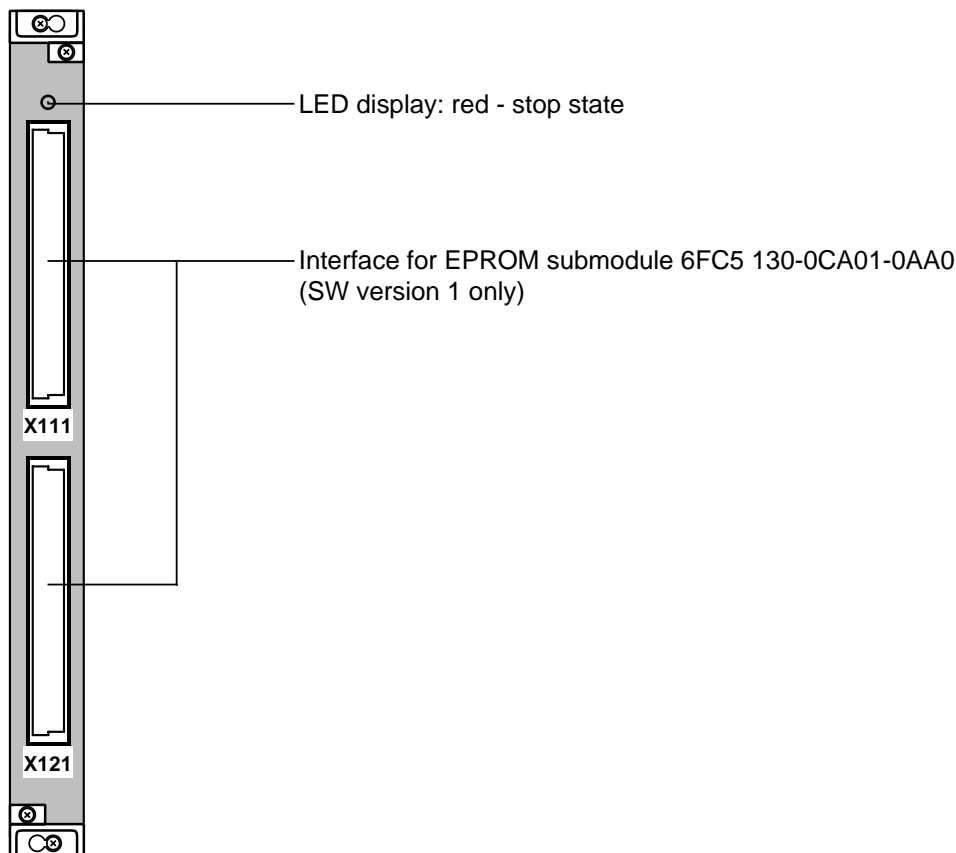 LED display: red - stop state
Interface for EPROM submodule 6FC5 130-0CA01-0AA0
(SW version 1 only)
X111
X121